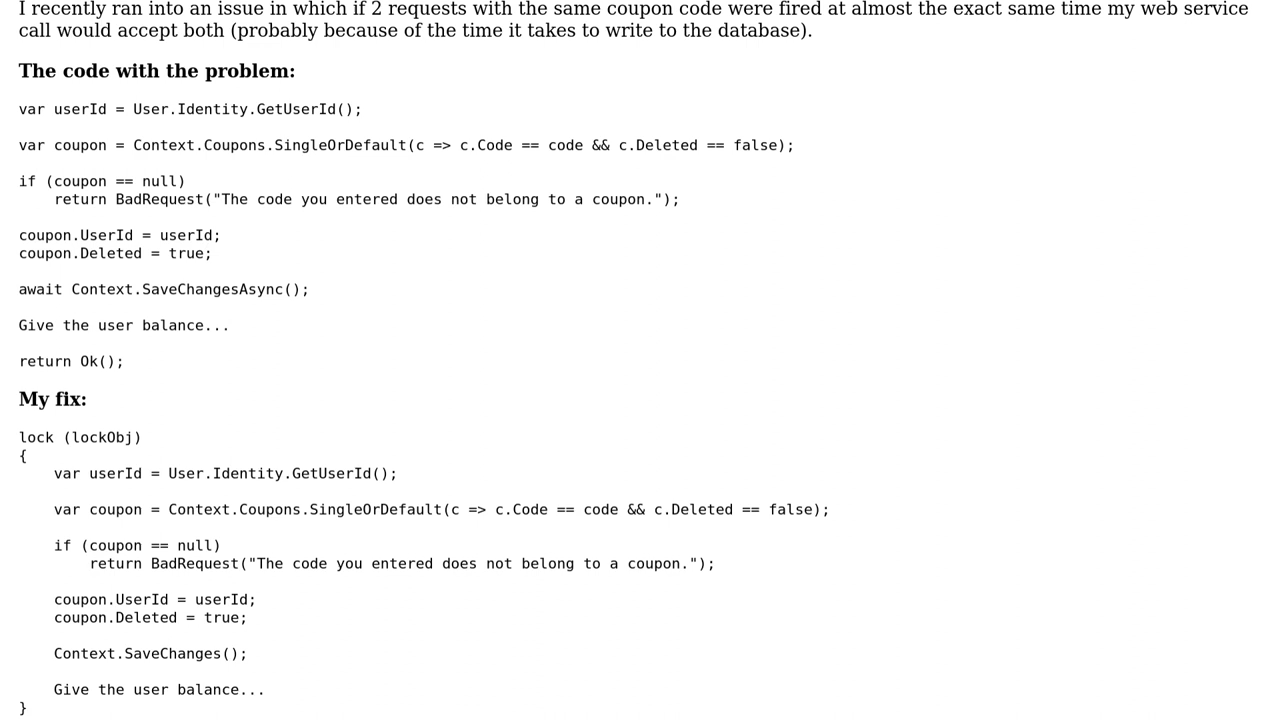 I recently ran into an issue in which if 2 requests with the same coupon code were fired at almost the exact same time my web service
call would accept both (probably because of the time it takes to write to the database).
The code with the problem:
var userId = User.Identity.GetUserId();
var coupon = Context.Coupons.SingleOrDefault(c => c.Code == code && c.Deleted == false);
if (coupon == null)
    return BadRequest("The code you entered does not belong to a coupon.");
coupon.UserId = userId;
coupon.Deleted = true;
await Context.SaveChangesAsync();
Give the user balance...
return Ok();
My fix:
lock (lockObj)
{
    var userId = User.Identity.GetUserId();
    var coupon = Context.Coupons.SingleOrDefault(c => c.Code == code && c.Deleted == false);
    if (coupon == null)
        return BadRequest("The code you entered does not belong to a coupon.");
    coupon.UserId = userId;
    coupon.Deleted = true;
    Context.SaveChanges();
    Give the user balance...
}